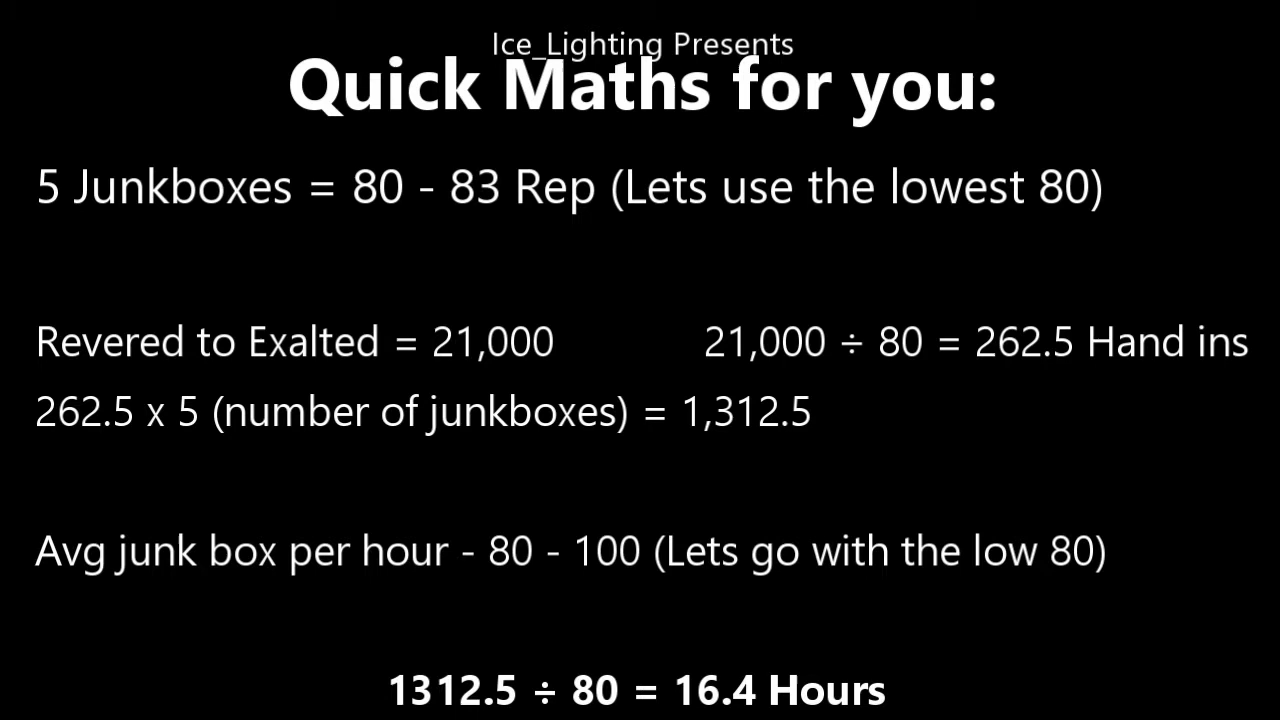 Ice_Lighting Presents
Quick Maths for you:
5 Junkboxes = 80 - 83 Rep (Lets use the lowest 80)
Revered to Exalted = 21,000 21,000 ÷ 80 = 262.5 Hand ins
262.5 x 5 (number of junkboxes) = 1,312.5
Avg junk box per hour - 80 - 100 (Lets go with the low 80)
1312.5 ÷ 80 = 16.4 Hours